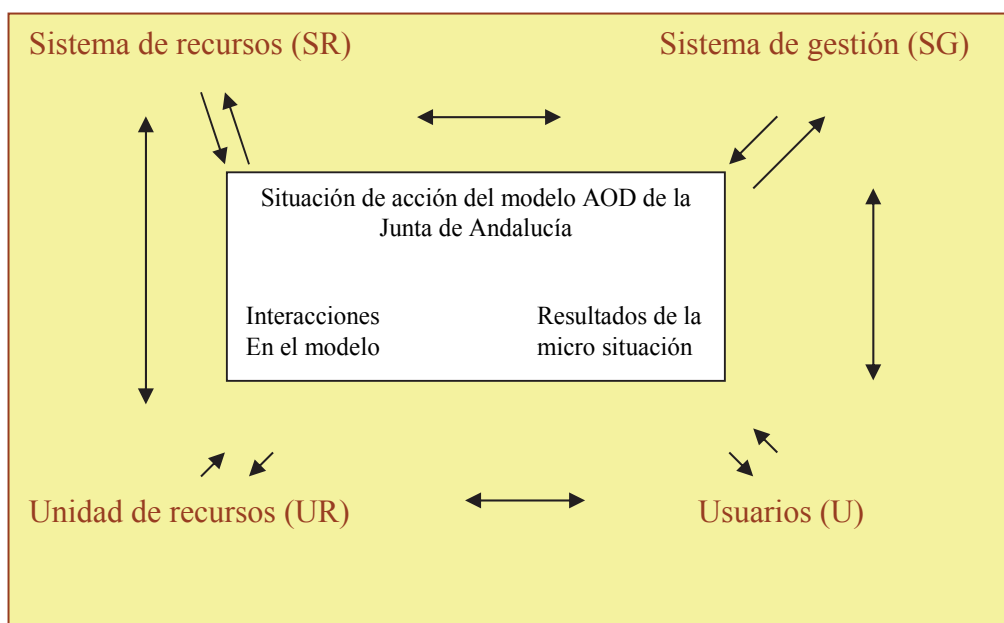 Sistema de recursos (SR)
Sistema de gestión (SG)
Situación de acción del modelo AOD de la
Junta de Andalucía
Interacciones
En el modelo
Resultados de la
micro situación
Unidad de recursos (UR)
Usuarios (U)